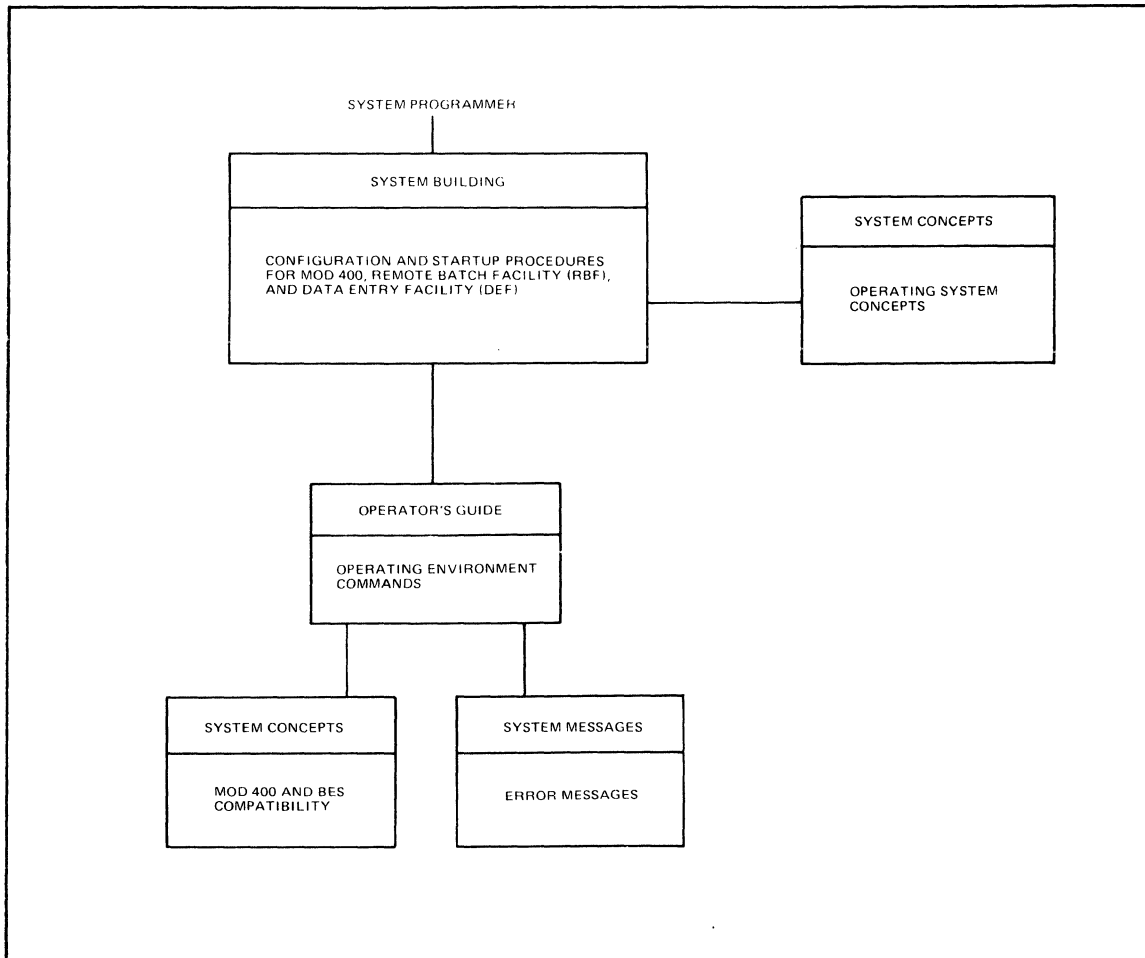 SYSTEM PROGRAMMER
SYSTEM BUILDING
CONFIGURATION AND STARTUP PROCEDURES
FOR MOD 400, REMOTE BATCH FACILITY (RBF),
AND DATA ENTRY FACILITY (DEF)
SYSTEM CONCEPTS
OPERATING SYSTEM
CONCEPTS
OPERATOR'S GUIDE
OPERATING ENVIRONMENT
COMMANDS
SYSTEM CONCEPTS
MOD 400 AND BES
COMPATIBILITY
SYSTEM MESSAGES
ERROR MESSAGES